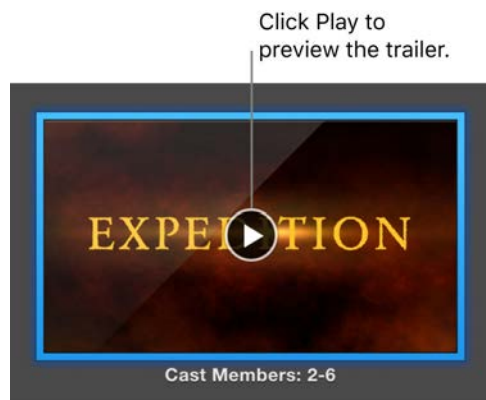 Click Play to
preview the trailer.
EXPEDITION
Cast Members: 2-6